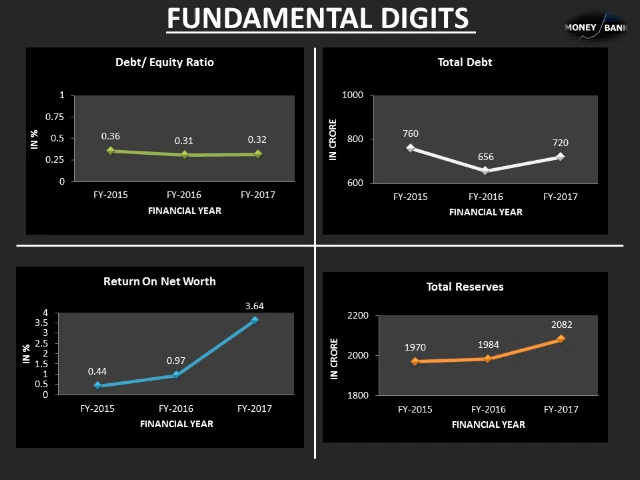 FUNDAMENTAL DIGITS
MONEY BANK
Debt/ Equity Ratio
1
0.75
0.5
0.25
0
IN %
0.36
0.31
0.32
FY-2015
FY-2016
FY-2017
FINANCIAL YEAR
Total Debt
1000
800
600
IN CRORE
760
656
720
FY-2015
FY-2016
FY-2017
FINANCIAL YEAR
Return On Net Worth
4
3.5
3
2.5
2
1.5
1
0.5
0
IN %
0.44
0.97
3.64
FY-2015
FY-2016
FY-2017
FINANCIAL YEAR
Total Reserves
2200
2000
1800
IN CRORE
1970
1984
2082
FY-2015
FY-2016
FY-2017
FINANCIAL YEAR